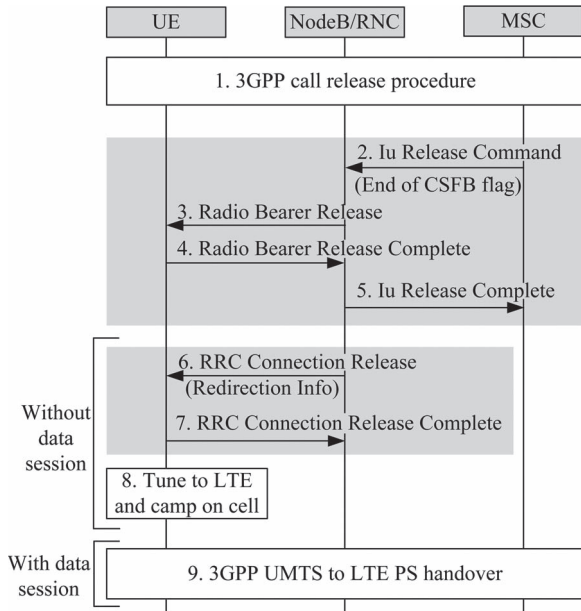 UE NodeB/RNC MSC
1. 3GPP call release procedure
2. Iu Release Command
(End of CSFB flag)
3. Radio Bearer Release
4. Radio Bearer Release Complete
5. Iu Release Complete
Without
data
session
6. RRC Connection Release
(Redirection Info)
7. RRC Connection Release Complete
8. Tune to LTE
and camp on cell
With data
session
9. 3GPP UMTS to LTE PS handover